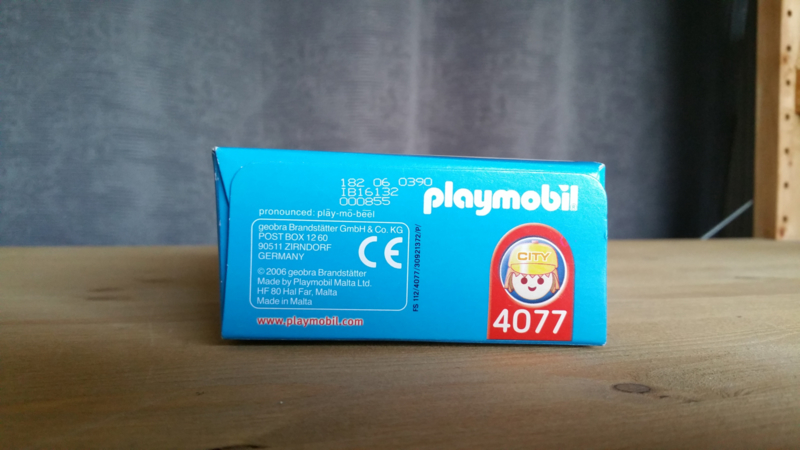 182 06 0390
IB16132
000855
playmobil
pronounced: pläy-mō-bēel
geobra Brandstätter GmbH & Co. KG
POST BOX 12 60
90511 ZIRNDORF
GERMANY
CE
© 2006 geobra Brandstätter
Made by Playmobil Malta Ltd.
HF 80 Hal Far, Malta
Made in Malta
www.playmobil.com
CITY
4077